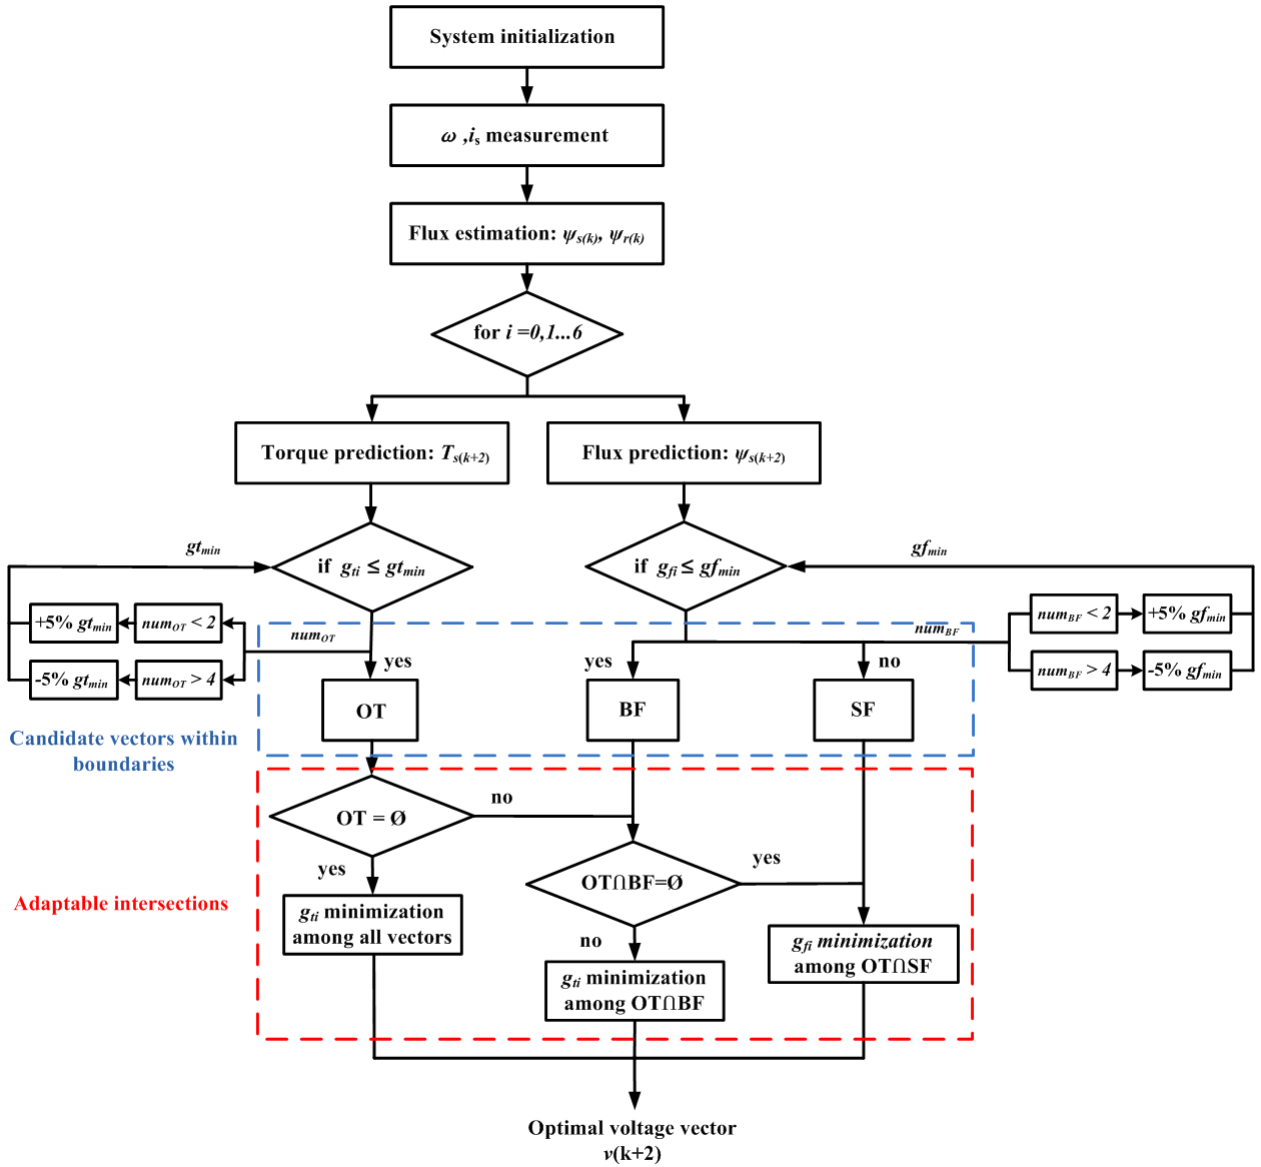 System initialization
ω ,is measurement
Flux estimation: ψs(k), ψr(k)
for i =0,1...6
Torque prediction: Ts(k+2)
Flux prediction: ψs(k+2)
gtmin
if gti ≤ gtmin
if gfi ≤ gfmin
gfmin
+5% gtmin
numOT < 2
numOT
numBF
numBF < 2
+5% gfmin
-5% gtmin
numOT > 4
yes
yes
no
numBF > 4
-5% gfmin
OT
BF
SF
Candidate vectors within
boundaries
OT = Ø
no
yes
OT∩BF=Ø
yes
Adaptable intersections
gti minimization
among all vectors
no
gti minimization
among OT∩BF
gfi minimization
among OT∩SF
Optimal voltage vector
v(k+2)